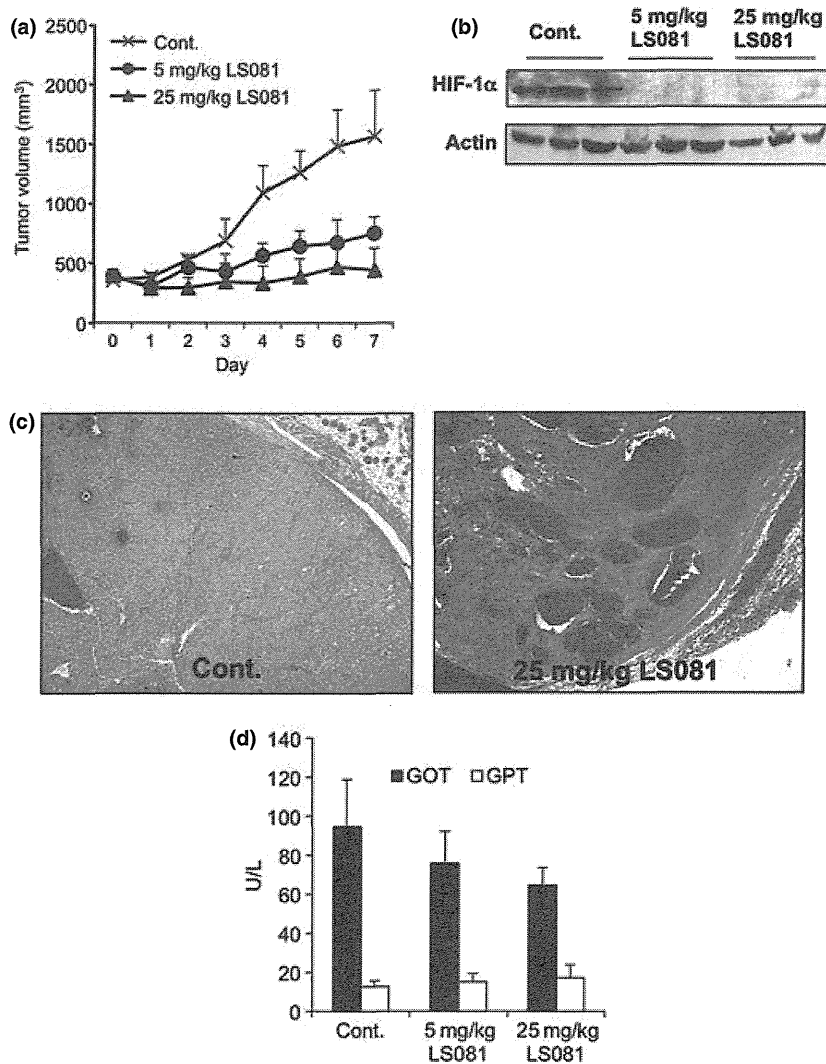 (a)
Cont.
5 mg/kg LS081
25 mg/kg LS081
Tumor volume (mm³)
2500
2000
1500
1000
500
0
0 1 2 3 4 5 6 7
Day
(b)
Cont.
5 mg/kg
LS081
25 mg/kg
LS081
HIF-1α
Actin
(c)
Cont.
25 mg/kg LS081
(d)
GOT
GPT
U/L
140
120
100
80
60
40
20
0
Cont.
5 mg/kg
LS081
25 mg/kg
LS081